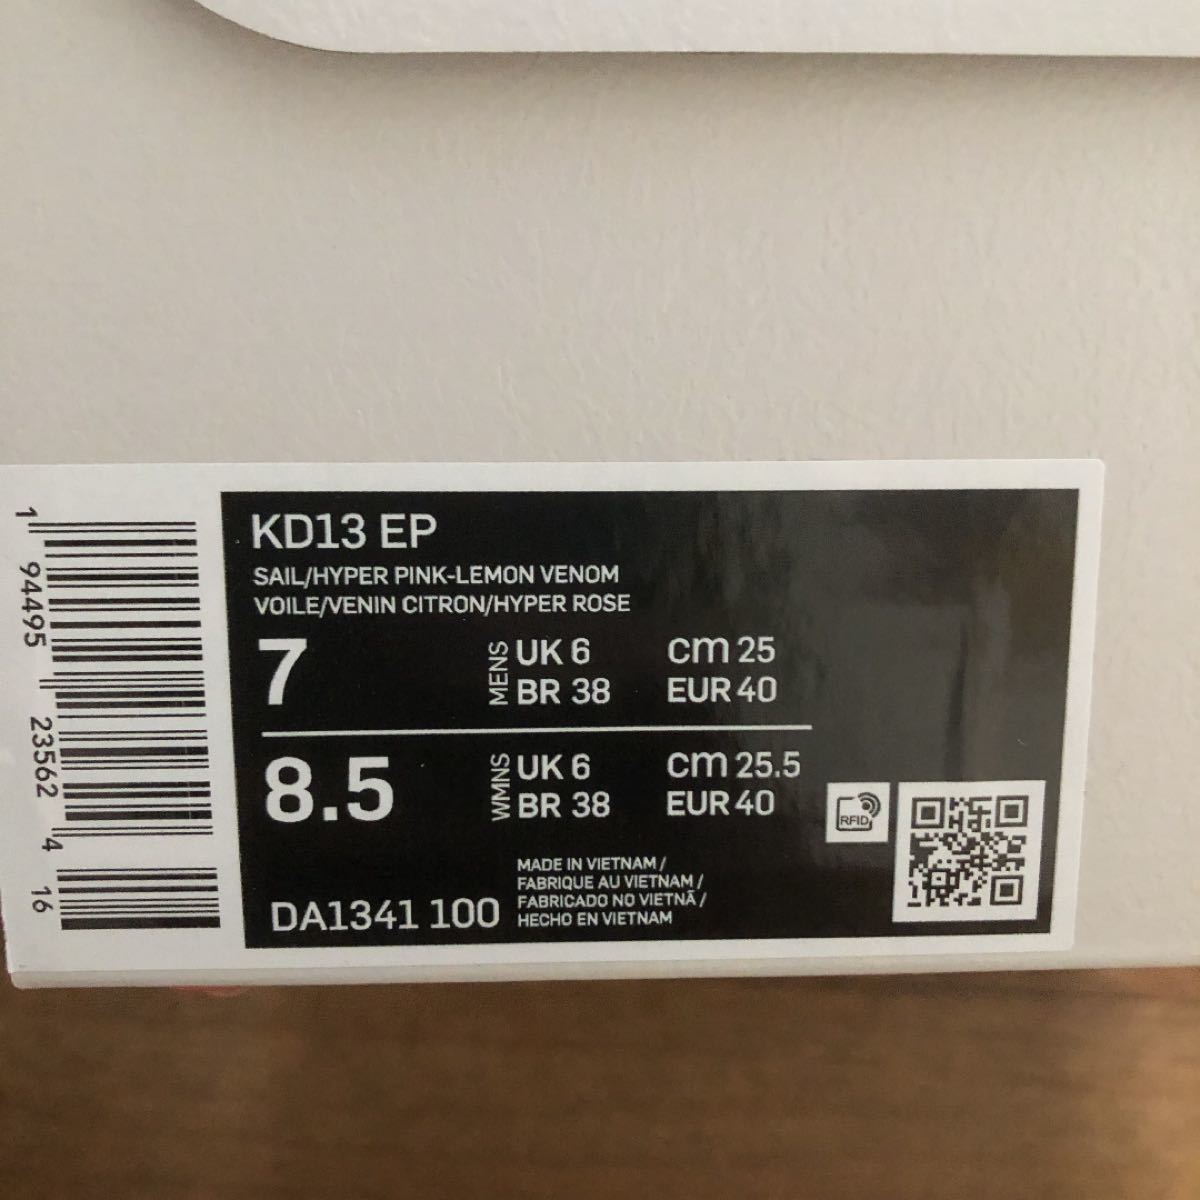 KD13 EP
SAIL/HYPER PINK-LEMON VENOM
VOILE/VENIN CITRON/HYPER ROSE
7 MENS UK 6 cm 25
BR 38 EUR 40
8.5 WMNS UK 6 cm 25.5
BR 38 EUR 40
RFID
DA1341 100
MADE IN VIETNAM /
FABRIQUE AU VIETNAM /
FABRICADO NO VIETNÃ /
HECHO EN VIETNAM
1 94495 23562 4 16